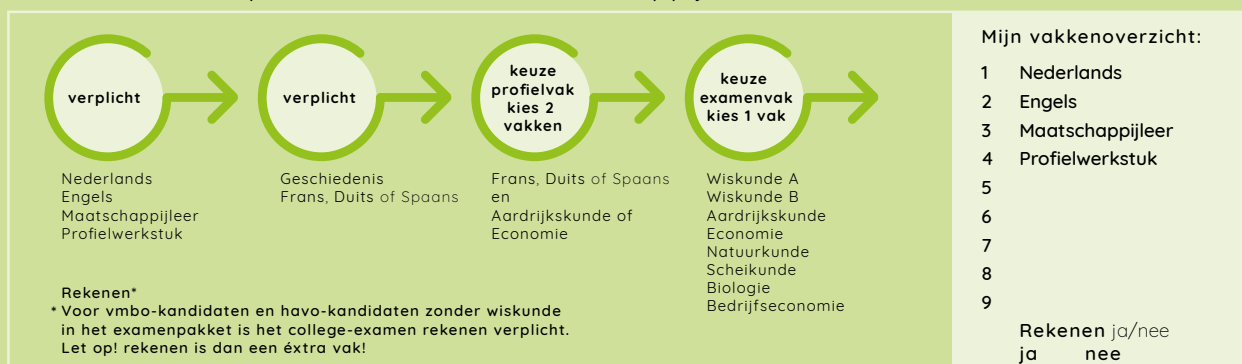 verplicht
Nederlands
Engels
Maatschappijleer
Profielwerkstuk
verplicht
Geschiedenis
Frans, Duits of Spaans
keuze
profielvak
kies 2
vakken
Frans, Duits of Spaans
en
Aardrijkskunde of
Economie
keuze
examenvak
kies 1 vak
Wiskunde A
Wiskunde B
Aardrijkskunde
Economie
Natuurkunde
Scheikunde
Biologie
Bedrijfseconomie
Rekenen*
* Voor vmbo-kandidaten en havo-kandidaten zonder wiskunde
in het examenpakket is het college-examen rekenen verplicht.
Let op! rekenen is dan een éxtra vak!
Mijn vakkenoverzicht:
1 Nederlands
2 Engels
3 Maatschappijleer
4 Profielwerkstuk
5
6
7
8
9
Rekenen ja/nee
ja nee